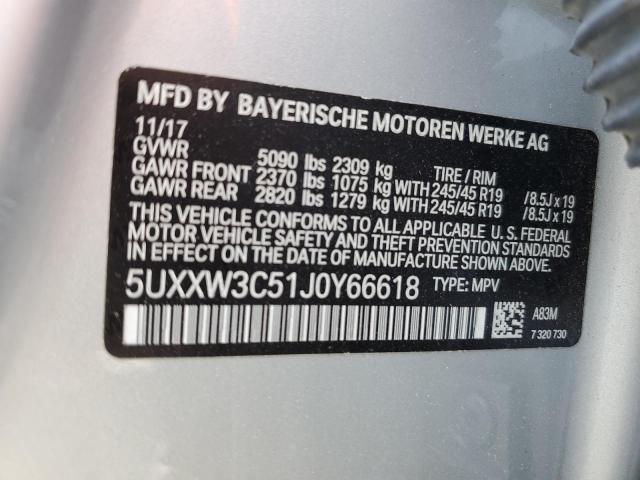 MFD BY BAYERISCHE MOTOREN WERKE AG
11/17
GVWR 5090 lbs 2309 kg TIRE / RIM
GAWR FRONT 2370 lbs 1075 kg WITH 245/45 R19 /8.5J x 19
GAWR REAR 2820 lbs 1279 kg WITH 245/45 R19 /8.5J x 19
THIS VEHICLE CONFORMS TO ALL APPLICABLE U. S. FEDERAL
MOTOR VEHICLE SAFETY AND THEFT PREVENTION STANDARDS
IN EFFECT ON THE DATE OF MANUFACTURE SHOWN ABOVE.
5UXXW3C51J0Y66618 TYPE: MPV
A83M
7 320 730